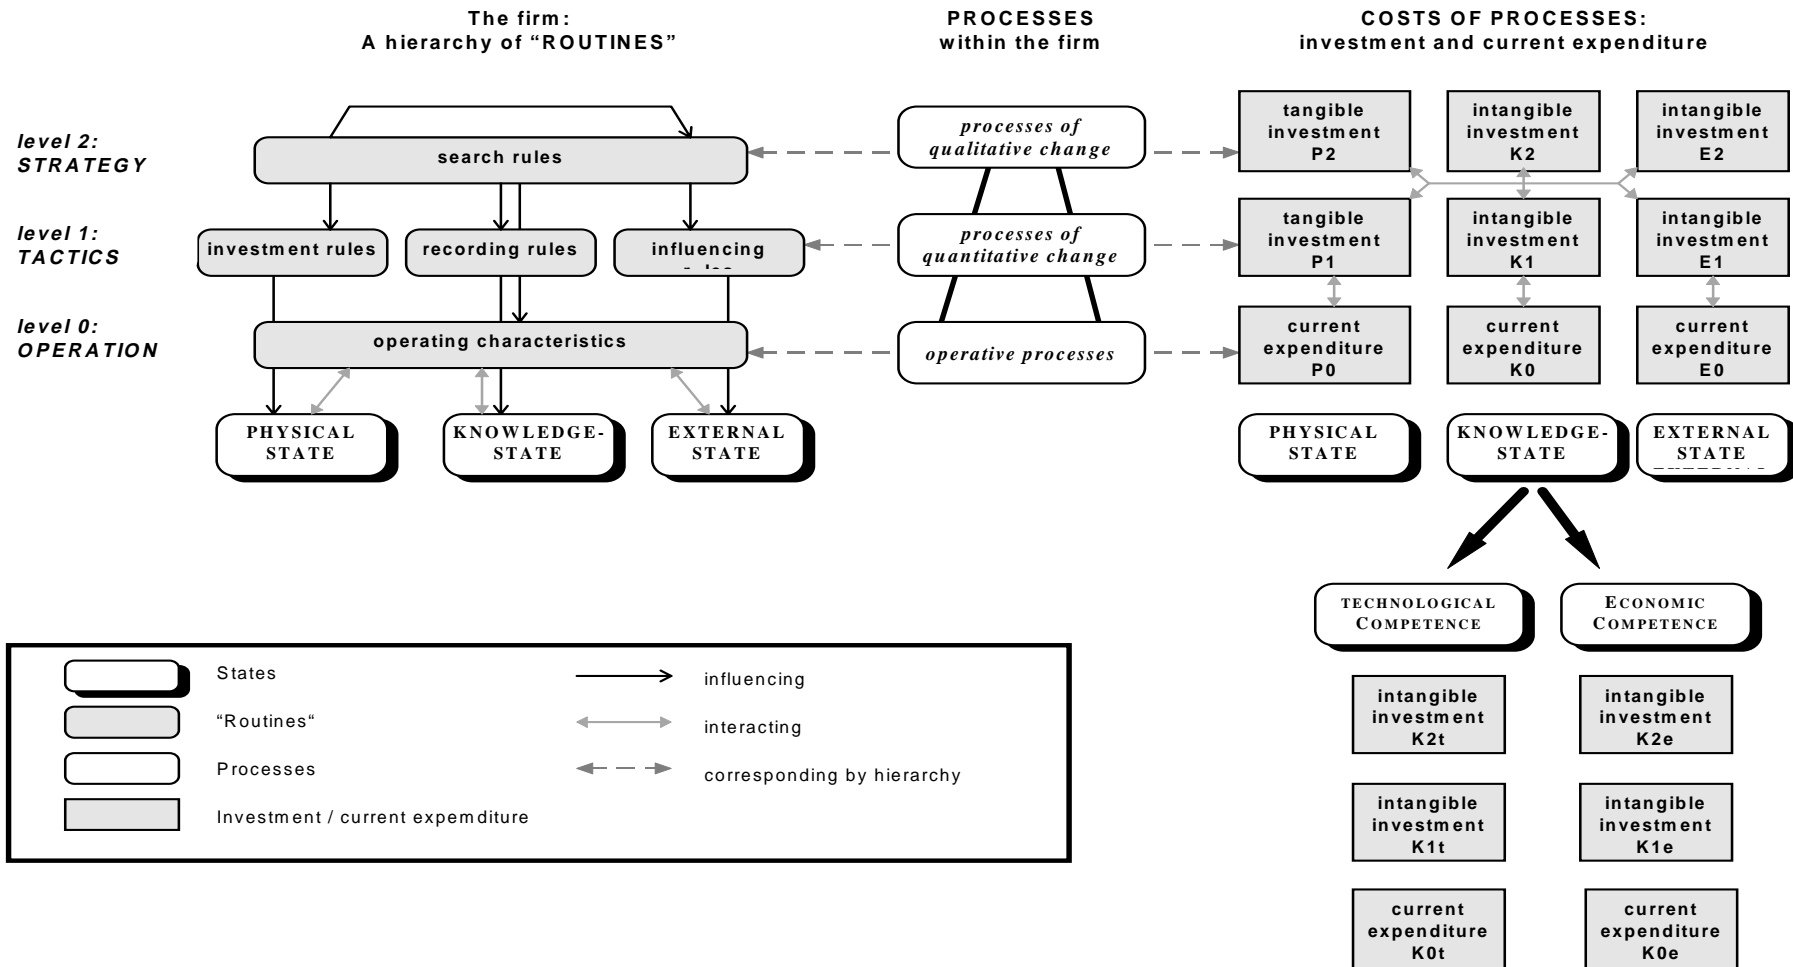 The firm:
A hierarchy of “ROUTINES”
PROCESSES
within the firm
COSTS OF PROCESSES:
investment and current expenditure
level 2:
STRATEGY
search rules
processes of
qualitative change
tangible
investment
P2
intangible
investment
K2
intangible
investment
E2
level 1:
TACTICS
investment rules
recording rules
influencing
processes of
quantitative change
tangible
investment
P1
intangible
investment
K1
intangible
investment
E1
level 0:
OPERATION
operating characteristics
operative processes
current
expenditure
P0
current
expenditure
K0
current
expenditure
E0
PHYSICAL
STATE
KNOWLEDGE-
STATE
EXTERNAL
STATE
PHYSICAL
STATE
KNOWLEDGE-
STATE
EXTERNAL
STATE
TECHNOLOGICAL
COMPETENCE
ECONOMIC
COMPETENCE
intangible
investment
K2t
intangible
investment
K2e
intangible
investment
K1t
intangible
investment
K1e
current
expenditure
K0t
current
expenditure
K0e
States
“Routines“
Processes
Investment / current expemditure
influencing
interacting
corresponding by hierarchy